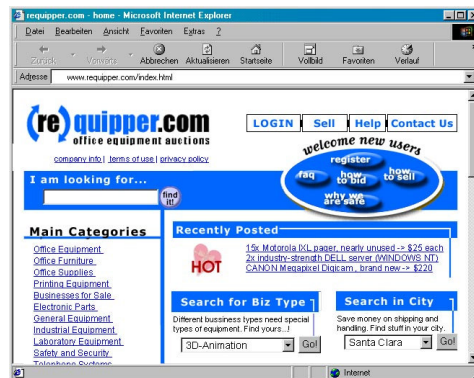 requipper.com - home - Microsoft Internet Explorer
Datei Bearbeiten Ansicht Favoriten Extras ?
Zurück Vorwärts Abbrechen Aktualisieren Startseite Vollbild Favoriten Verlauf
Adresse www.requipper.com/index.html
(re)quipper.com
office equipment auctions
company info | terms of use | privacy policy
LOGIN Sell Help Contact Us
welcome new users
register
faq how to bid how to sell
why we are safe
I am looking for...
find it!
Main Categories
Office Equipment
Office Furniture
Office Supplies
Printing Equipment
Businesses for Sale
Electronic Parts
General Equipment
Industrial Equipment
Laboratory Equipment
Safety and Security
Telephone Systems
Recently Posted
HOT
15x Motorola IXL pager, nearly unused -> $25 each
2x industry-strength DELL server (WINDOWS NT)
CANON Megapixel Digicam, brand new -> $220
Search for Biz Type
Different bussiness types need special
types of equipment. Find yours...!
3D-Animation Go!
Search in City
Save money on shipping and
handling. Find stuff in your city.
Santa Clara Go!
Internet